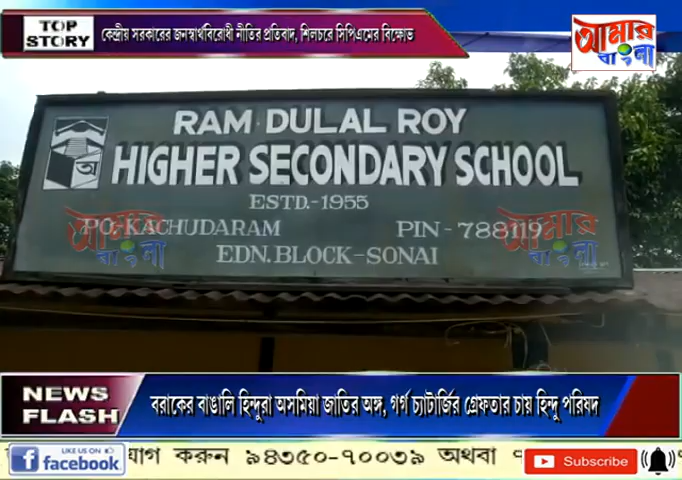 TOP STORY
কেন্দ্রীয় সরকারের জনস্বার্থবিরোধী নীতির প্রতিবাদ, শিলচরে সিপিএমের বিক্ষোভ
আমার বাংলা
RAM DULAL ROY
অ
HIGHER SECONDARY SCHOOL
ESTD.-1955
PO.-KACHUDARAM PIN - 788119
আমার বাংলা
আমার বাংলা
EDN.BLOCK-SONAI
NEWS FLASH
বরাকের বাঙালি হিন্দুরা অসমিয়া জাতির অঙ্গ, গর্গ চ্যাটার্জির গ্রেফতার চায় হিন্দু পরিষদ
LIKE US ON
facebook
যোগ করুন ৯৪৩৫০-৭০০৩৯ অথবা
Subscribe